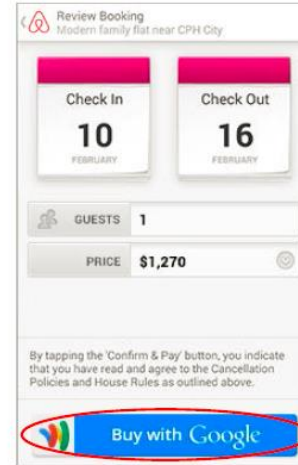 Review Booking
Modern family flat near CPH City
Check In
10
FEBRUARY
Check Out
16
FEBRUARY
GUESTS 1
PRICE $1,270
By tapping the 'Confirm & Pay' button, you indicate
that you have read and agree to the Cancellation
Policies and House Rules as outlined above.
Buy with Google